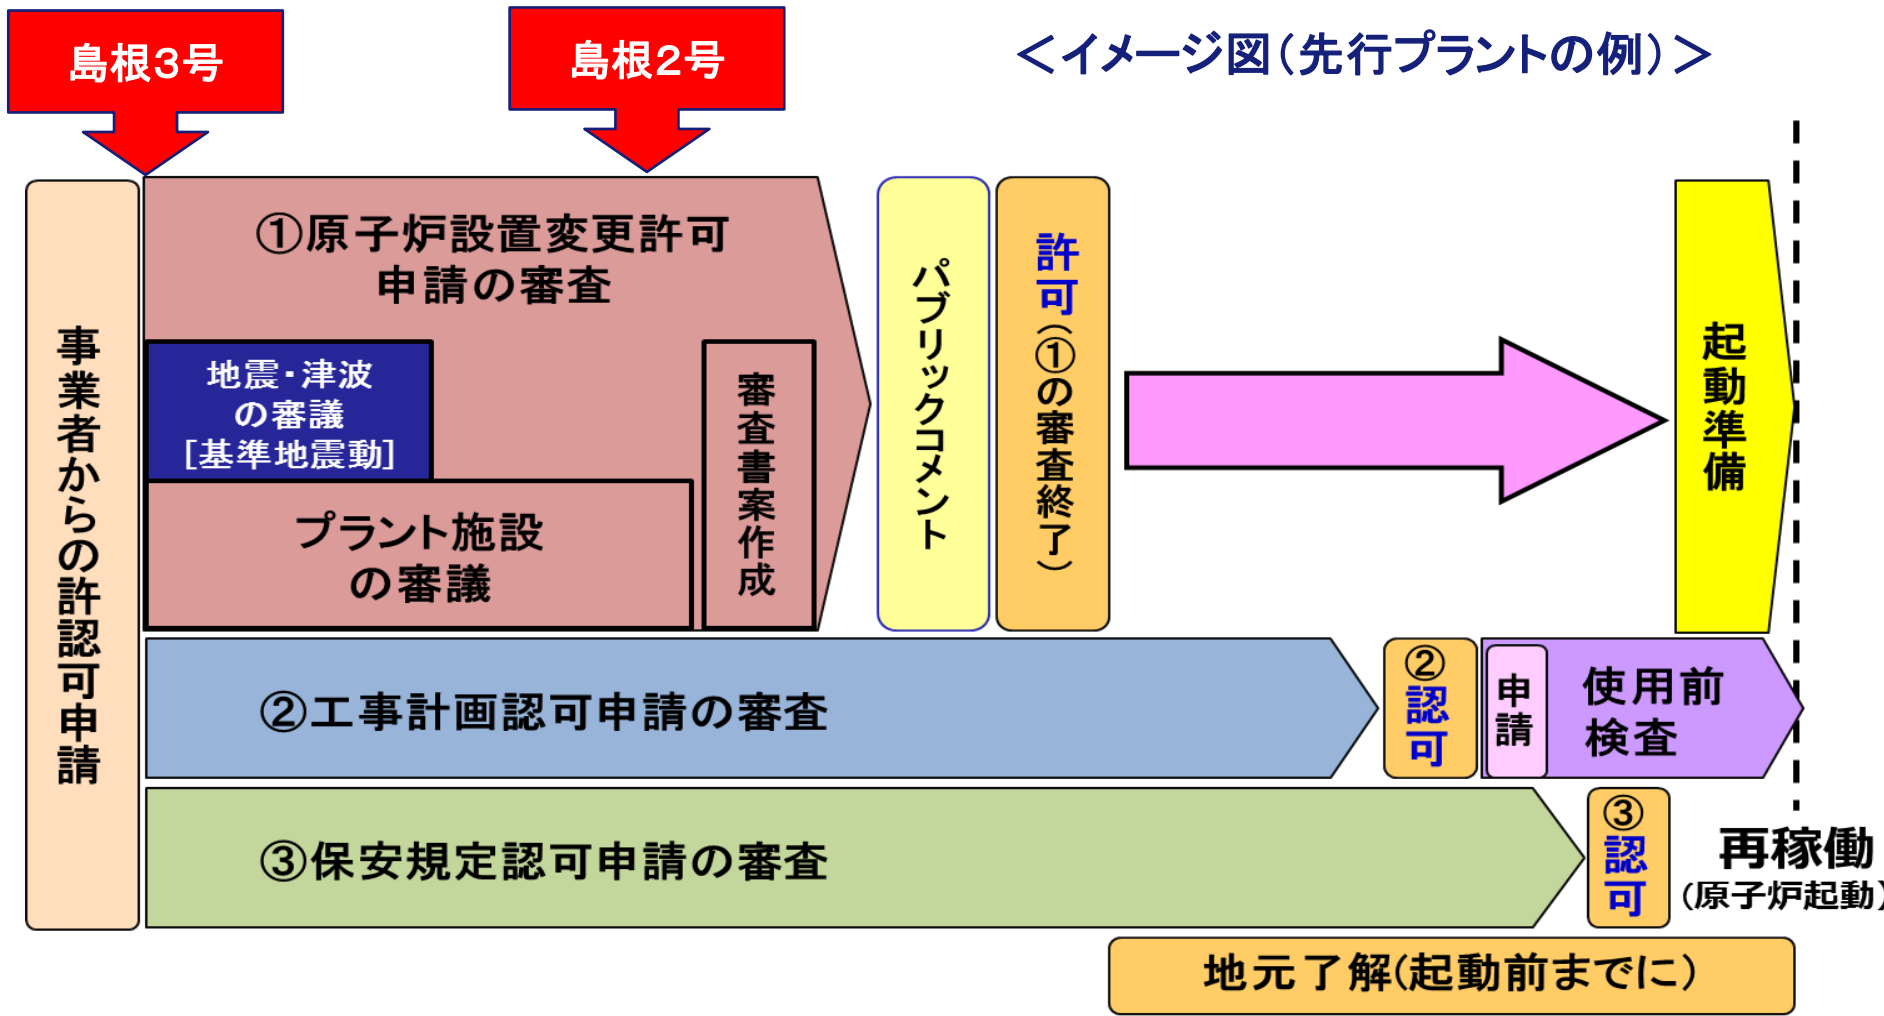 島根3号
島根2号
＜イメージ図（先行プラントの例）＞
事業者からの許認可申請
①原子炉設置変更許可
申請の審査
地震・津波
の審議
[基準地震動]
プラント施設
の審議
審査書案作成
パブリックコメント
許可（①の審査終了）
起動準備
②工事計画認可申請の審査
②認可
申請
使用前
検査
③保安規定認可申請の審査
③認可
再稼働
(原子炉起動)
地元了解(起動前までに)